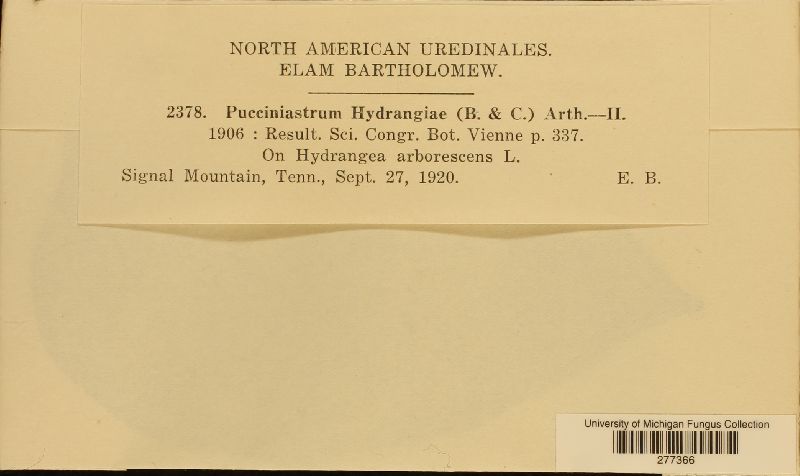 NORTH AMERICAN UREDINALES.
ELAM BARTHOLOMEW.
2378. Pucciniastrum Hydrangiae (B. & C.) Arth.—II.
1906 : Result. Sci. Congr. Bot. Vienne p. 337.
On Hydrangea arborescens L.
Signal Mountain, Tenn., Sept. 27, 1920. E. B.
University of Michigan Fungus Collection
277366